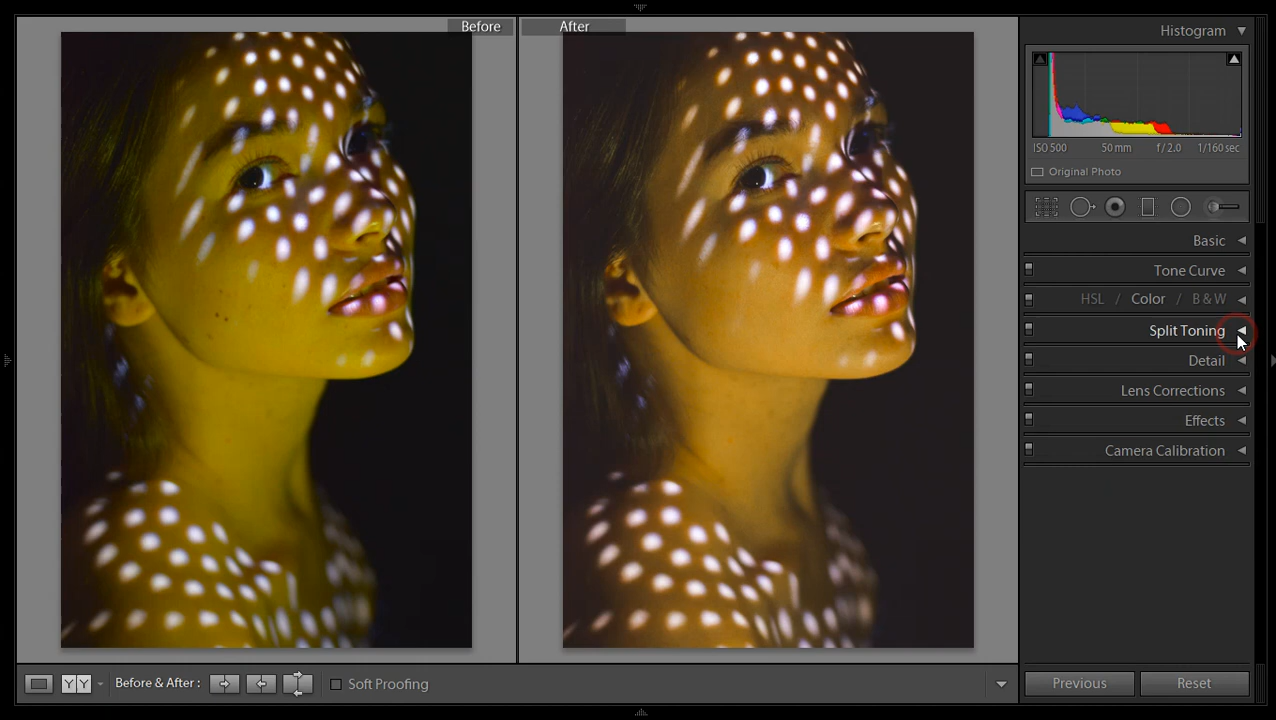 Before
After
Histogram
ISO 500 50 mm f / 2.0 1/160 sec
Original Photo
Basic
Tone Curve
HSL / Color / B & W
Split Toning
Detail
Lens Corrections
Effects
Camera Calibration
Y Y Before & After : Soft Proofing
Previous Reset